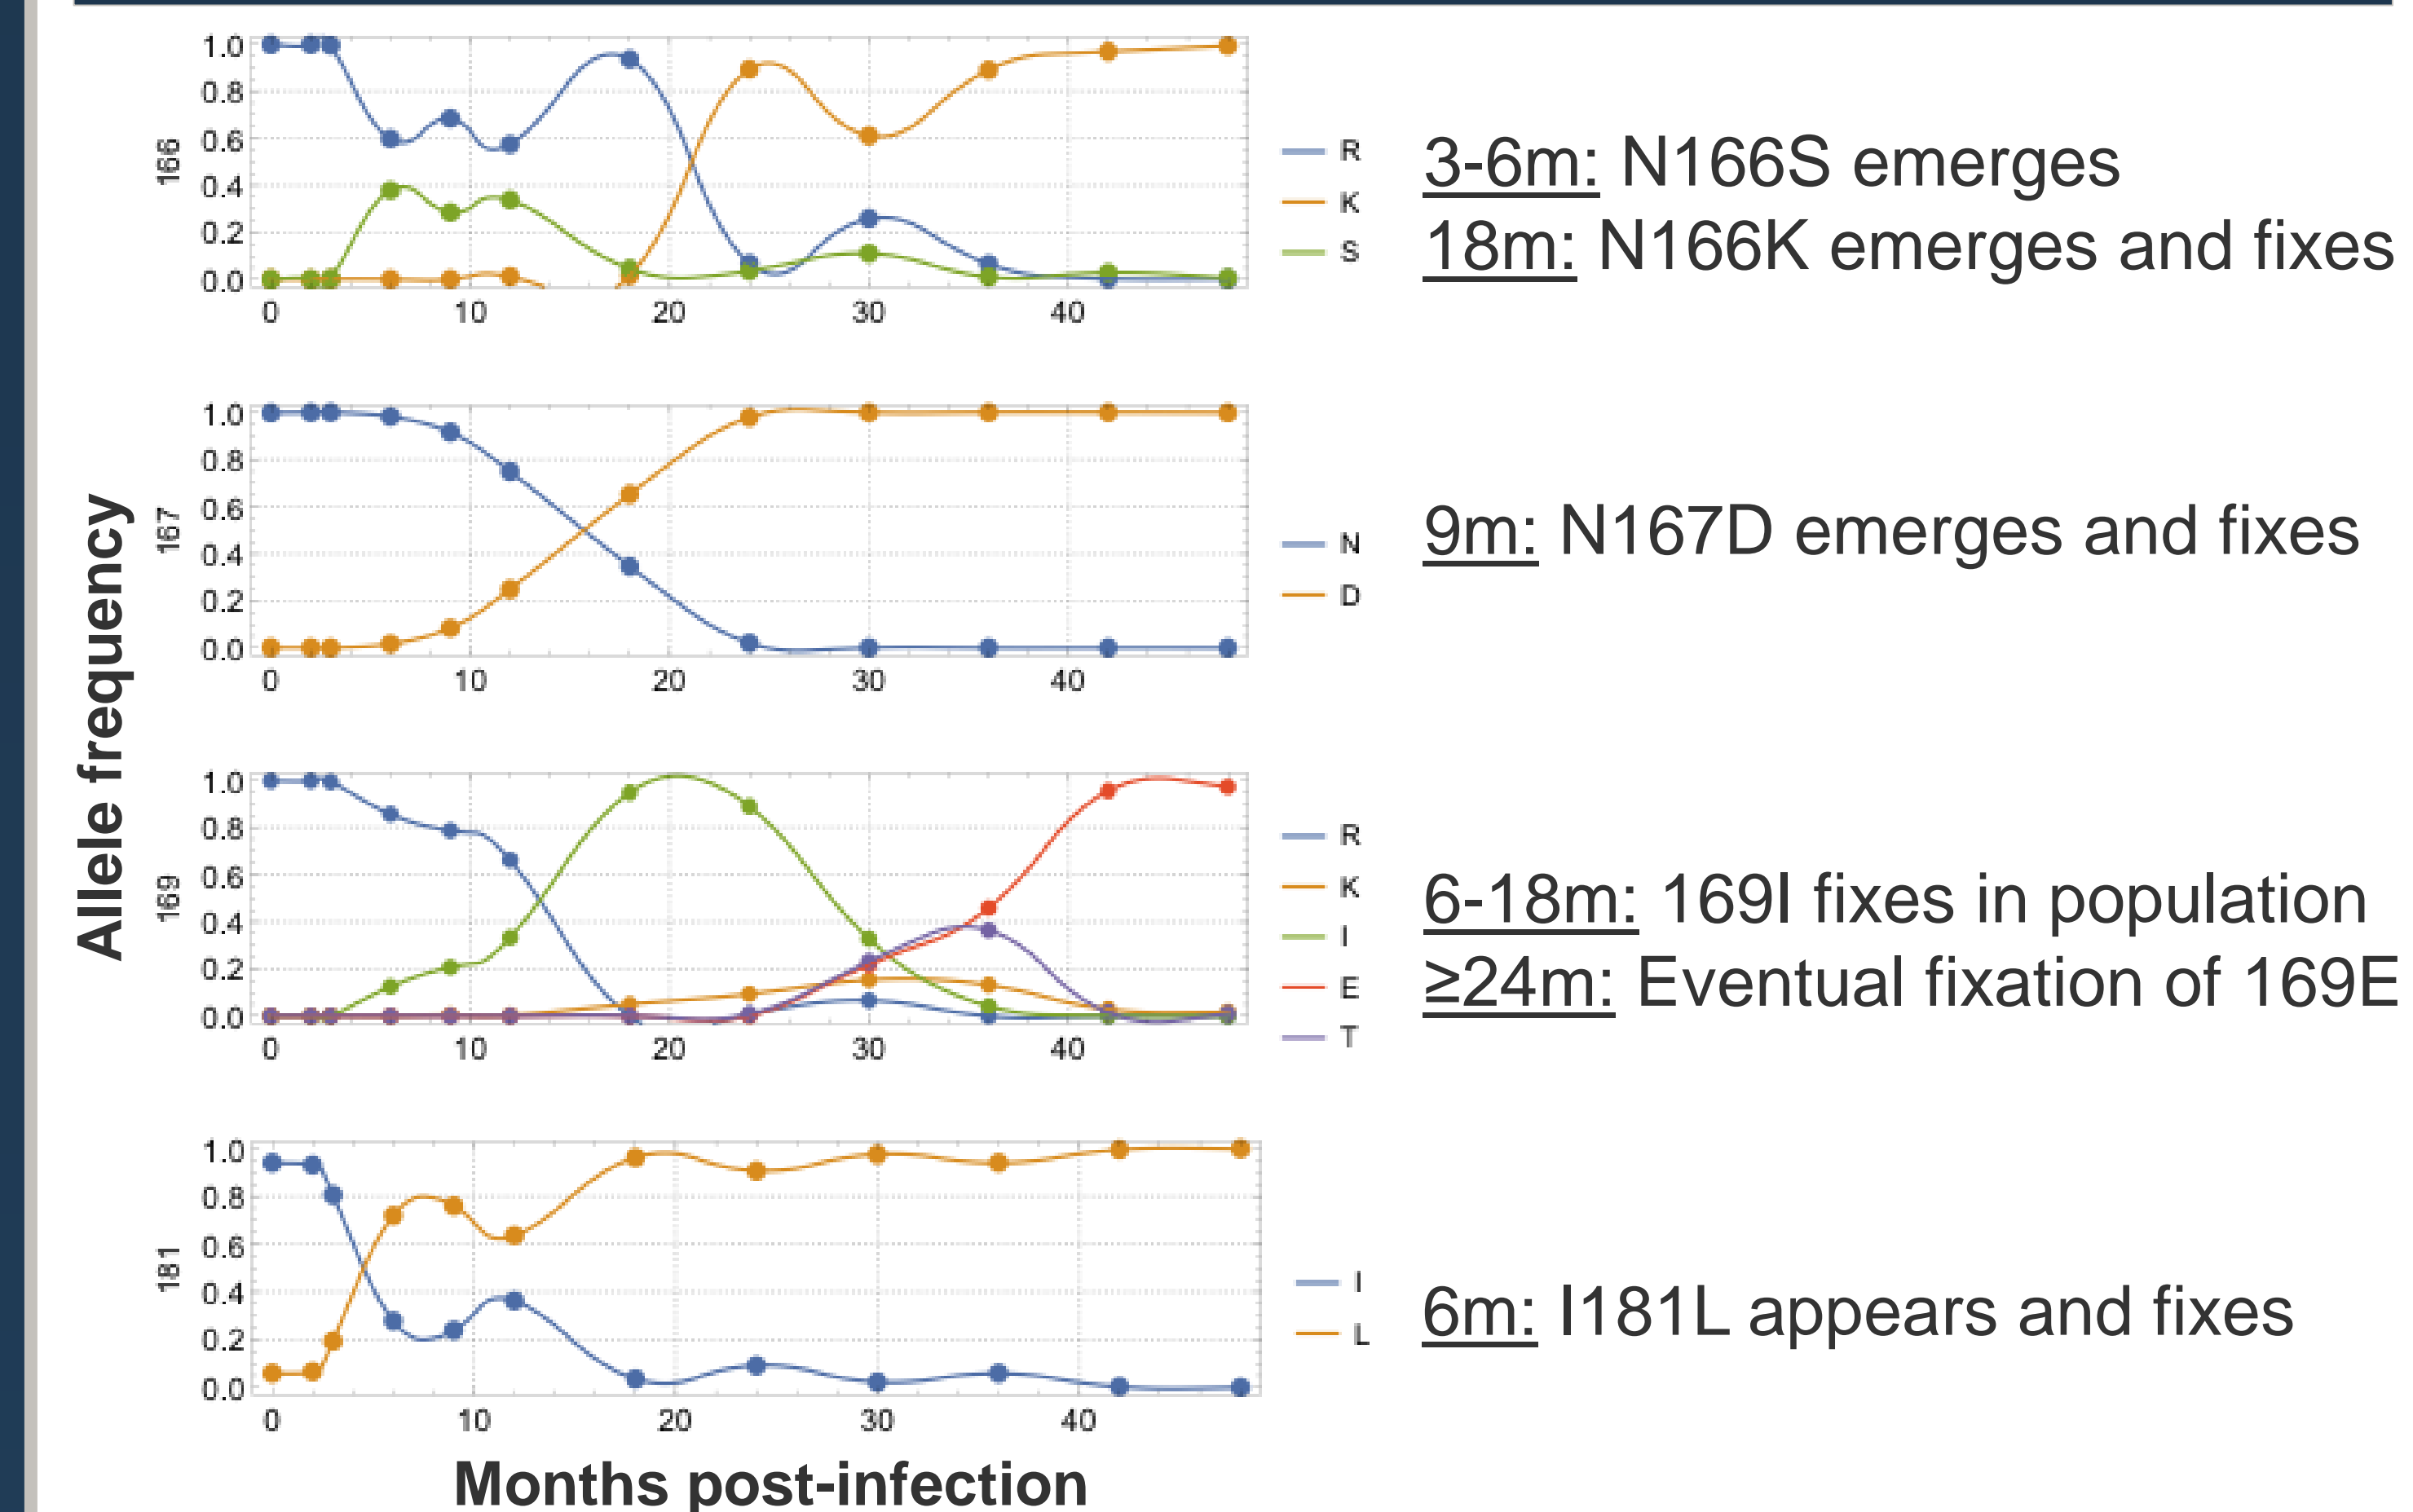 Allele frequency
166
1.0
0.8
0.6
0.4
0.2
0.0
0 10 20 30 40
R
K
S
3-6m: N166S emerges
18m: N166K emerges and fixes
167
1.0
0.8
0.6
0.4
0.2
0.0
0 10 20 30 40
N
D
9m: N167D emerges and fixes
169
1.0
0.8
0.6
0.4
0.2
0.0
0 10 20 30 40
R
K
I
E
T
6-18m: 169I fixes in population
≥24m: Eventual fixation of 169E
181
1.0
0.8
0.6
0.4
0.2
0.0
0 10 20 30 40
I
L
6m: I181L appears and fixes
Months post-infection